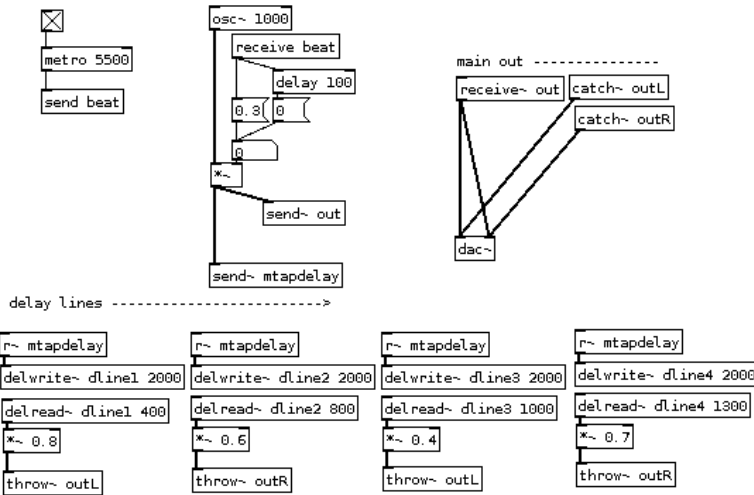 metro 5500
send beat
osc~ 1000
receive beat
delay 100
0.3
0
0
*~
send~ out
send~ mtapdelay
main out --------------
receive~ out
catch~ outL
catch~ outR
dac~
delay lines ------------------------>
r~ mtapdelay
delwrite~ dline1 2000
delread~ dline1 400
*~ 0.8
throw~ outL
r~ mtapdelay
delwrite~ dline2 2000
delread~ dline2 800
*~ 0.6
throw~ outR
r~ mtapdelay
delwrite~ dline3 2000
delread~ dline3 1000
*~ 0.4
throw~ outL
r~ mtapdelay
delwrite~ dline4 2000
delread~ dline4 1300
*~ 0.7
throw~ outR